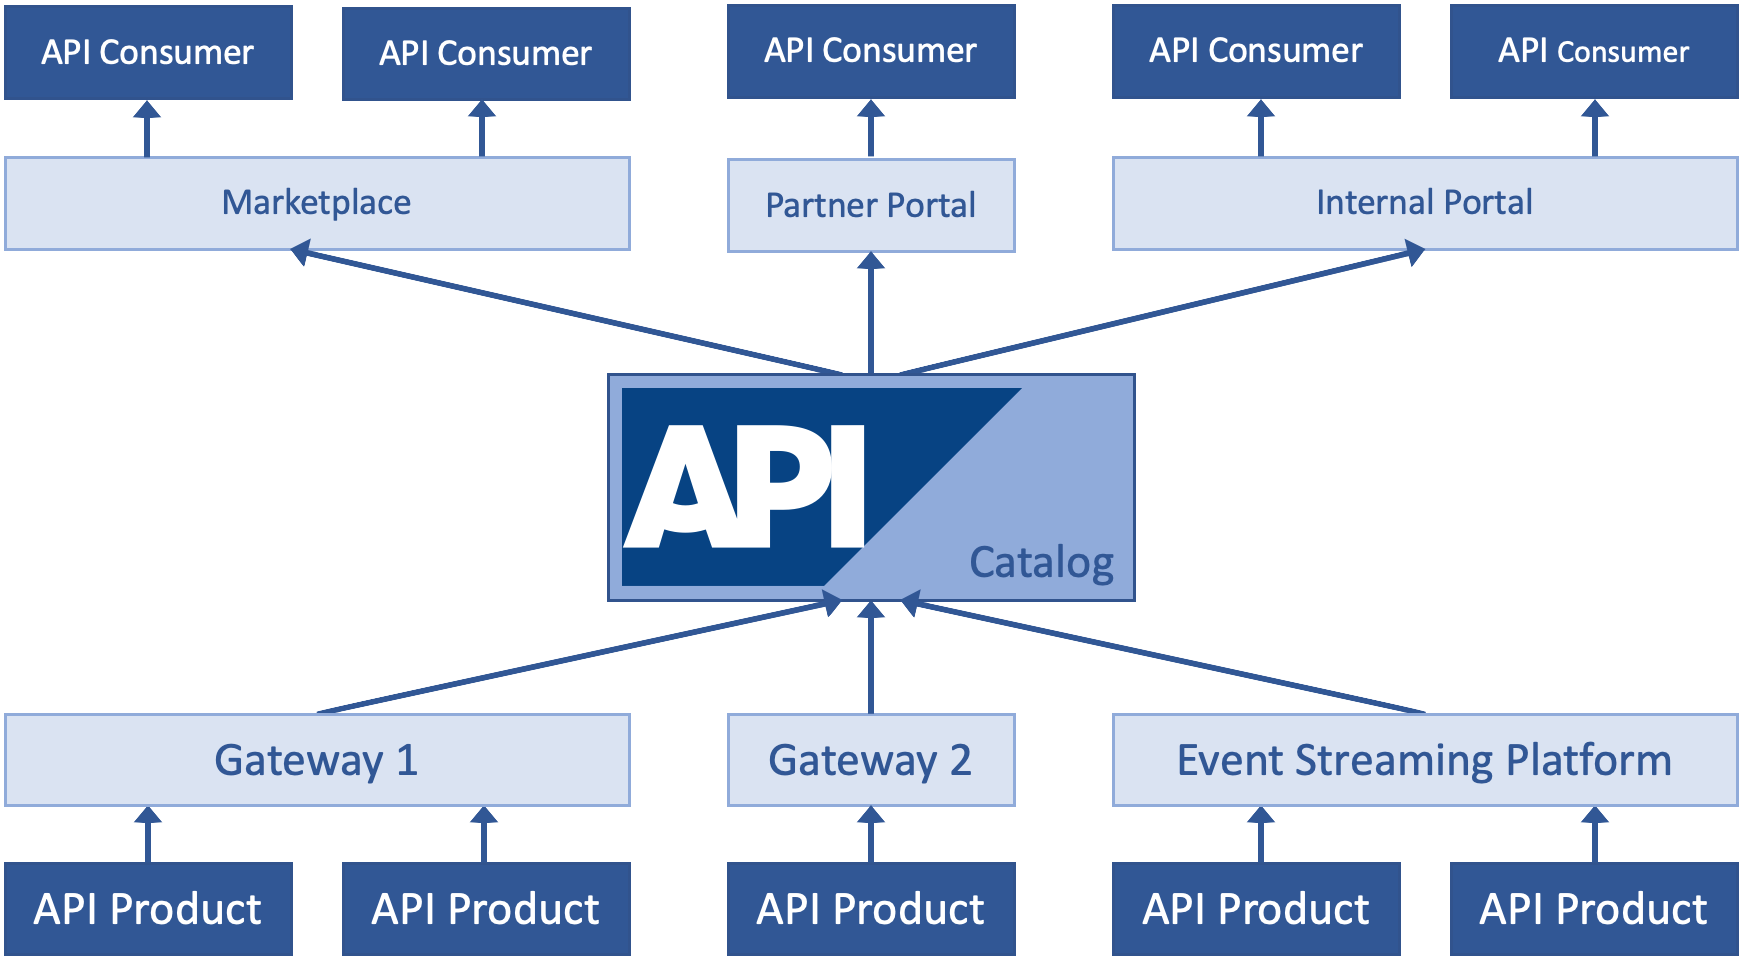 API Consumer
API Consumer
API Consumer
API Consumer
API Consumer
Marketplace
Partner Portal
Internal Portal
API
Catalog
Gateway 1
Gateway 2
Event Streaming Platform
API Product
API Product
API Product
API Product
API Product